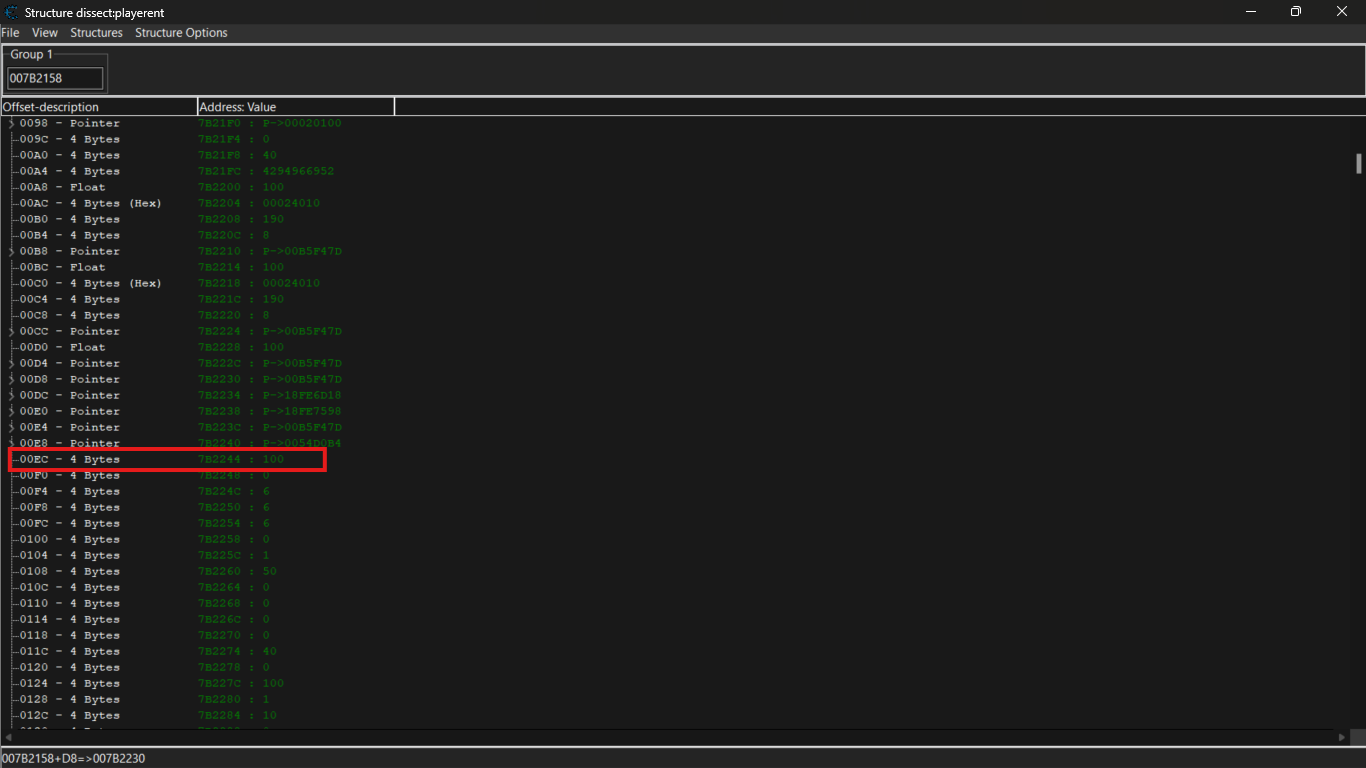 Structure dissect:playerent
File View Structures Structure Options
Group 1
007B2158
Offset-description Address: Value
0098 - Pointer 7B21F0 : P->00020100
009C - 4 Bytes 7B21F4 : 0
00A0 - 4 Bytes 7B21F8 : 40
00A4 - 4 Bytes 7B21FC : 4294966952
00A8 - Float 7B2200 : 100
00AC - 4 Bytes (Hex) 7B2204 : 00024010
00B0 - 4 Bytes 7B2208 : 190
00B4 - 4 Bytes 7B220C : 8
00B8 - Pointer 7B2210 : P->00B5F47D
00BC - Float 7B2214 : 100
00C0 - 4 Bytes (Hex) 7B2218 : 00024010
00C4 - 4 Bytes 7B221C : 190
00C8 - 4 Bytes 7B2220 : 8
00CC - Pointer 7B2224 : P->00B5F47D
00D0 - Float 7B2228 : 100
00D4 - Pointer 7B222C : P->00B5F47D
00D8 - Pointer 7B2230 : P->00B5F47D
00DC - Pointer 7B2234 : P->18FE6D18
00E0 - Pointer 7B2238 : P->18FE7598
00E4 - Pointer 7B223C : P->00B5F47D
00E8 - Pointer 7B2240 : P->0054D0B4
00EC - 4 Bytes 7B2244 : 100
00F0 - 4 Bytes 7B2248 : 0
00F4 - 4 Bytes 7B224C : 6
00F8 - 4 Bytes 7B2250 : 6
00FC - 4 Bytes 7B2254 : 6
0100 - 4 Bytes 7B2258 : 0
0104 - 4 Bytes 7B225C : 1
0108 - 4 Bytes 7B2260 : 50
010C - 4 Bytes 7B2264 : 0
0110 - 4 Bytes 7B2268 : 0
0114 - 4 Bytes 7B226C : 0
0118 - 4 Bytes 7B2270 : 0
011C - 4 Bytes 7B2274 : 40
0120 - 4 Bytes 7B2278 : 0
0124 - 4 Bytes 7B227C : 100
0128 - 4 Bytes 7B2280 : 1
012C - 4 Bytes 7B2284 : 10
007B2158+D8=>007B2230